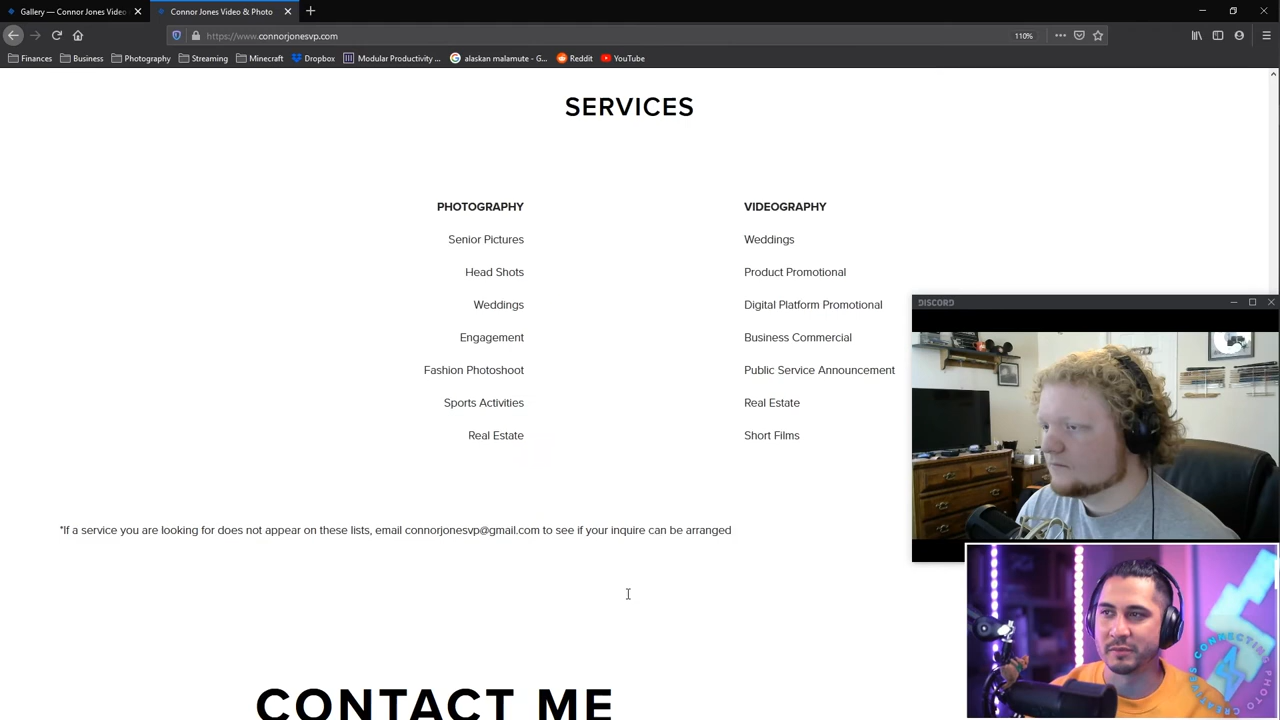 Gallery — Connor Jones Video
Connor Jones Video & Photo
https://www.connorjonesvp.com
110%
Finances
Business
Photography
Streaming
Minecraft
Dropbox
Modular Productivity ...
alaskan malamute - G...
Reddit
YouTube
SERVICES
PHOTOGRAPHY
Senior Pictures
Head Shots
Weddings
Engagement
Fashion Photoshoot
Sports Activities
Real Estate
VIDEOGRAPHY
Weddings
Product Promotional
Digital Platform Promotional
Business Commercial
Public Service Announcement
Real Estate
Short Films
*If a service you are looking for does not appear on these lists, email connorjonesvp@gmail.com to see if your inquire can be arranged
CONTACT ME
DISCORD
CONNECTING PHOTO CREATIVES